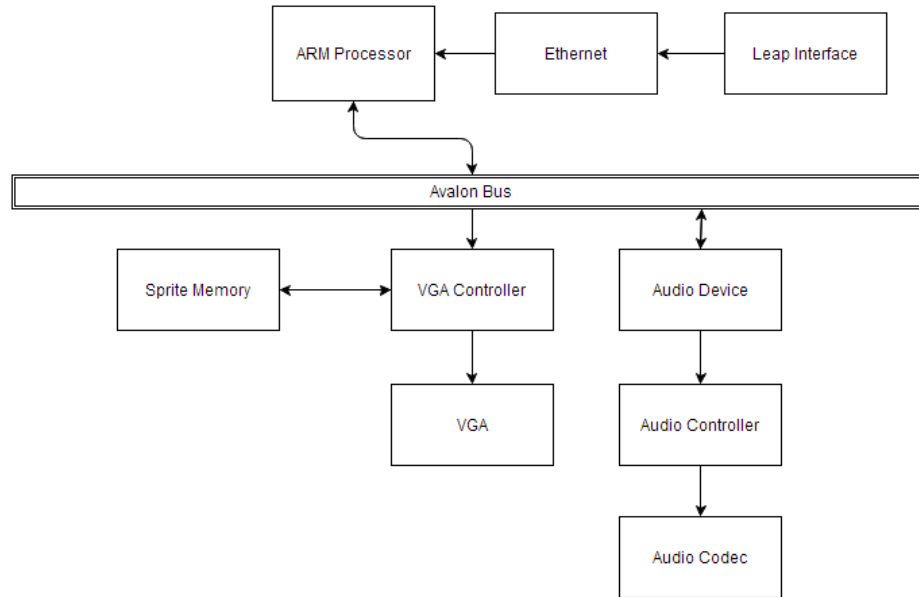 ARM Processor
Ethernet
Leap Interface
Avalon Bus
Sprite Memory
VGA Controller
Audio Device
VGA
Audio Controller
Audio Codec